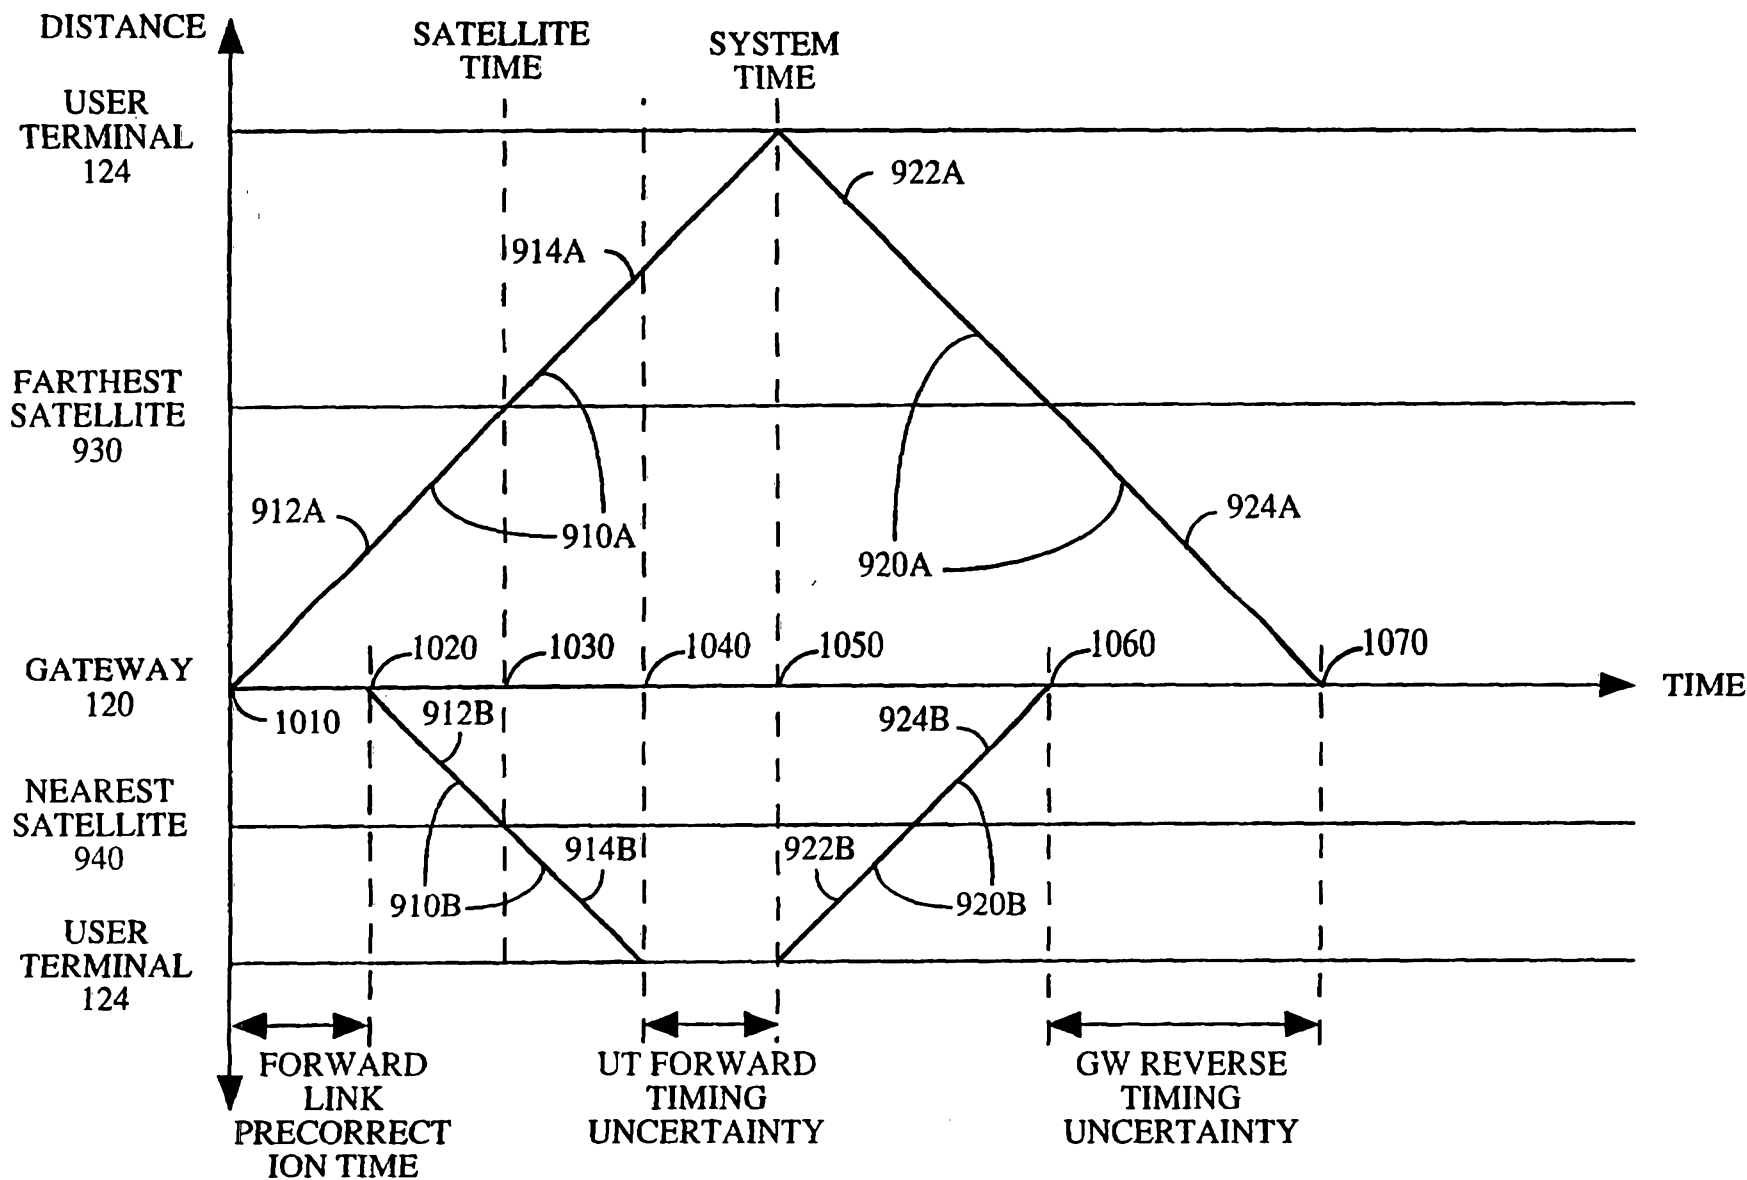 DISTANCE
SATELLITE
TIME
SYSTEM
TIME
USER
TERMINAL
124
922A
914A
FARTHEST
SATELLITE
930
912A
910A
920A
924A
GATEWAY
120
1010
1020
1030
1040
1050
1060
1070
TIME
912B
924B
NEAREST
SATELLITE
940
914B
922B
910B
920B
USER
TERMINAL
124
FORWARD
LINK
PRECORRECT
ION TIME
UT FORWARD
TIMING
UNCERTAINTY
GW REVERSE
TIMING
UNCERTAINTY